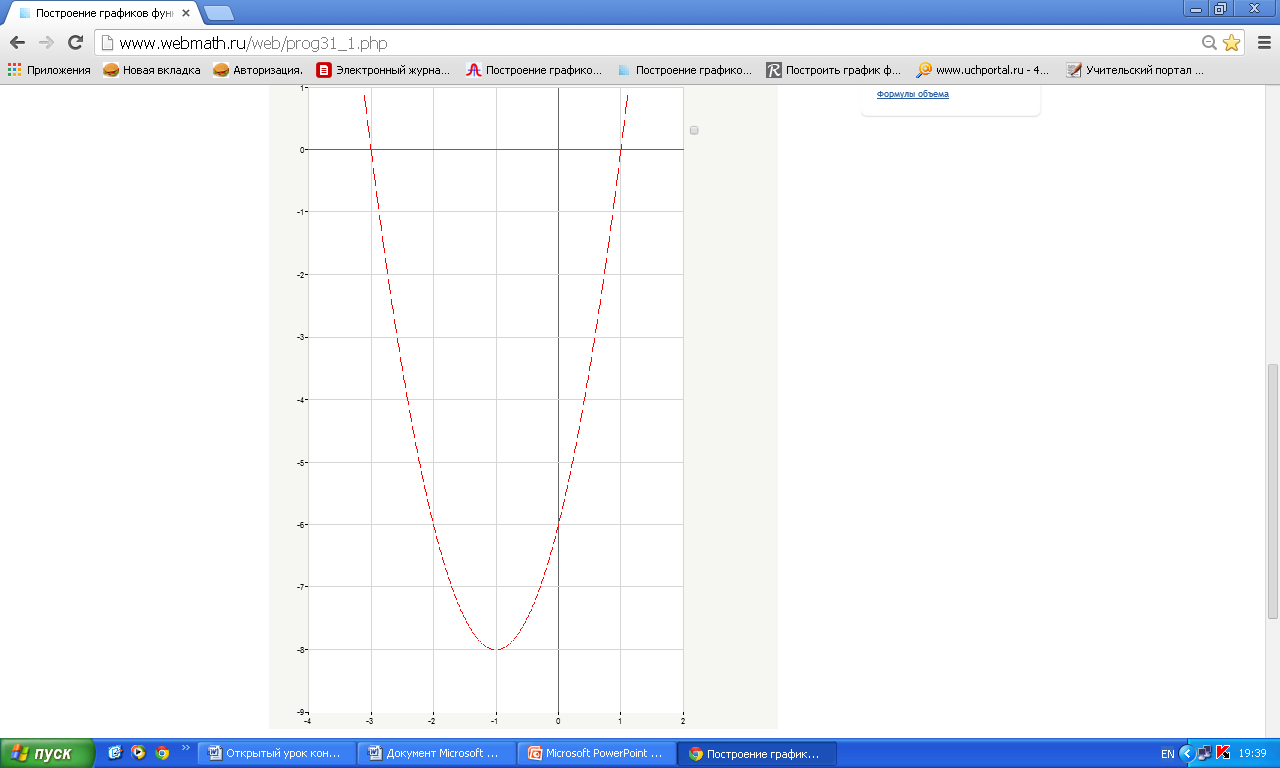 Построение графиков фун
www.webmath.ru/web/prog31_1.php
Приложения Новая вкладка Авторизация. Электронный журна... Построение графико... Построение графико... Построить график ф... www.uchportal.ru - 4... Учительский портал ...
Формулы объема
1
0
-1
-2
-3
-4
-5
-6
-7
-8
-9
-4 -3 -2 -1 0 1 2
пуск » Открытый урок кон... Документ Microsoft ... Microsoft PowerPoint ... Построение график... EN 19:39